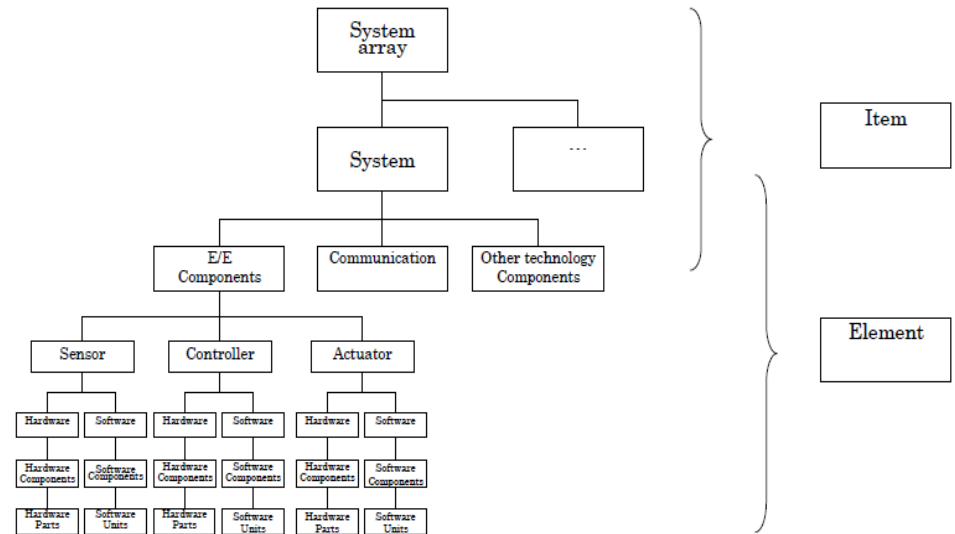 System
array
System
...
Item
E/E
Components
Communication
Other technology
Components
Element
Sensor
Controller
Actuator
Hardware
Software
Hardware
Software
Hardware
Software
Hardware
Components
Software
Components
Hardware
Components
Software
Components
Hardware
Components
Software
Components
Hardware
Parts
Software
Units
Hardware
Parts
Software
Units
Hardware
Parts
Software
Units